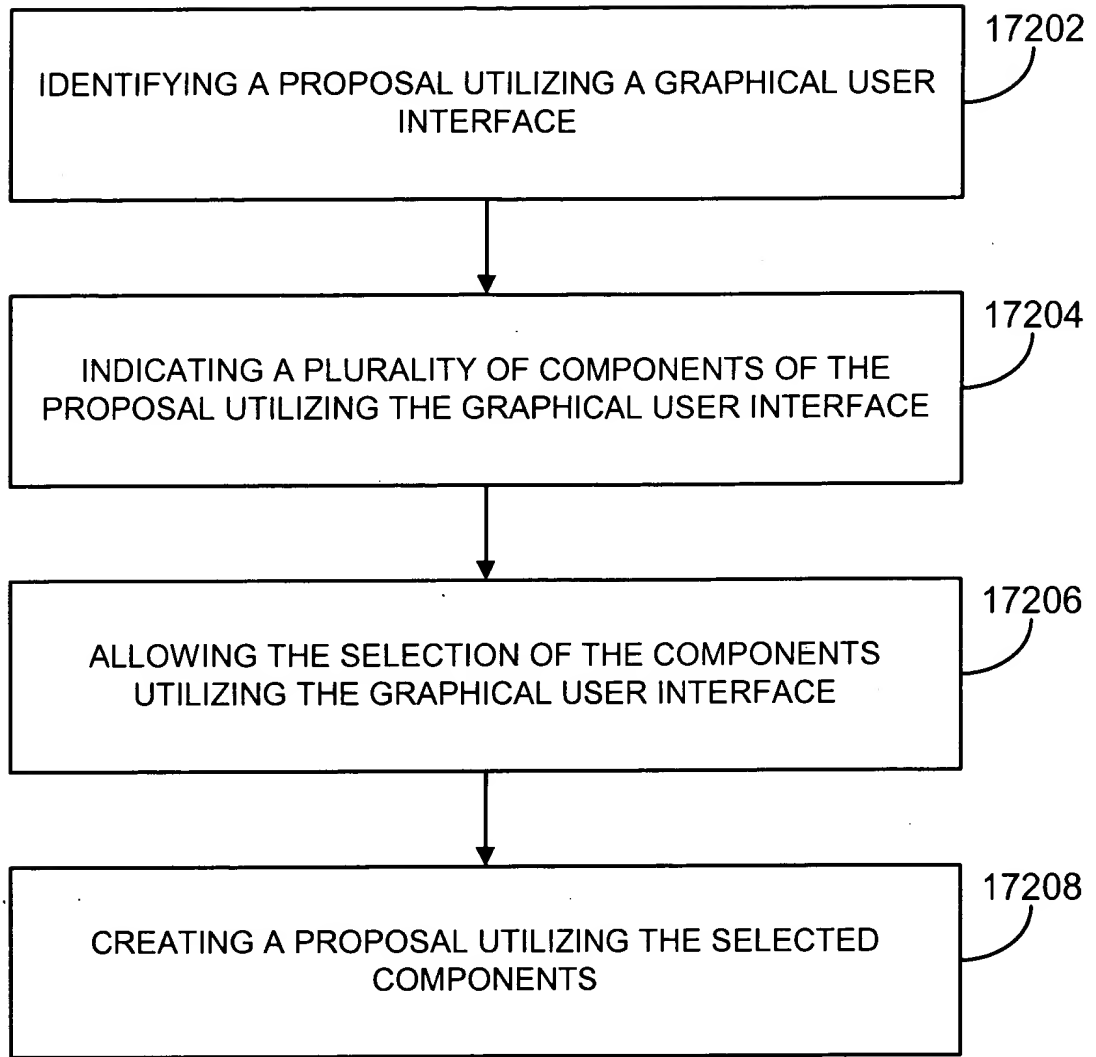 17202
IDENTIFYING A PROPOSAL UTILIZING A GRAPHICAL USER
INTERFACE
17204
INDICATING A PLURALITY OF COMPONENTS OF THE
PROPOSAL UTILIZING THE GRAPHICAL USER INTERFACE
17206
ALLOWING THE SELECTION OF THE COMPONENTS
UTILIZING THE GRAPHICAL USER INTERFACE
17208
CREATING A PROPOSAL UTILIZING THE SELECTED
COMPONENTS